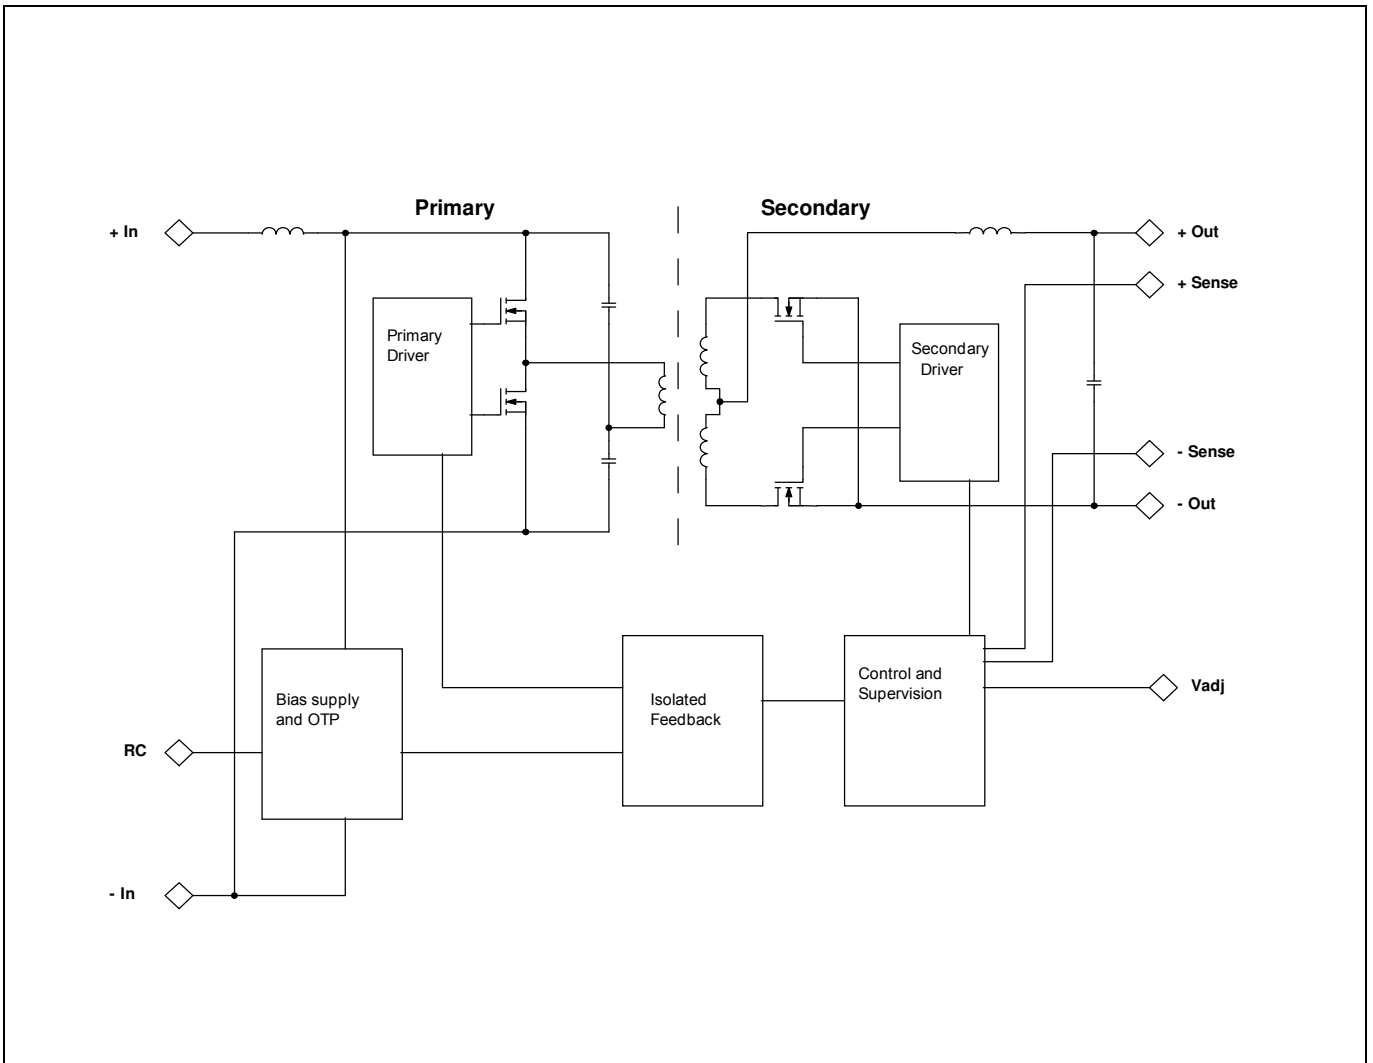 Primary
Secondary
+ In
+ Out
+ Sense
Primary
Driver
Secondary
Driver
- Sense
- Out
Bias supply
and OTP
Isolated
Feedback
Control and
Supervision
Vadj
RC
- In